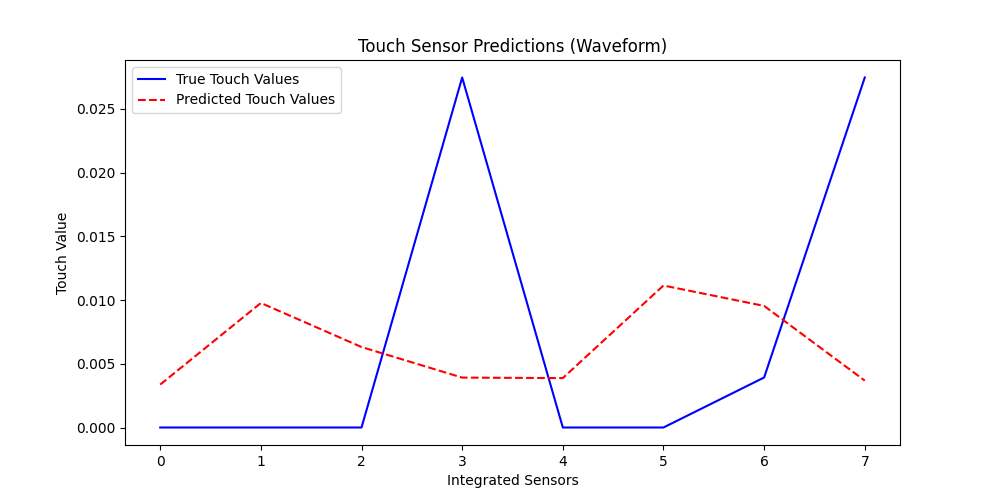 Touch Sensor Predictions (Waveform)
True Touch Values
Predicted Touch Values
0.025
0.020
0.015
0.010
0.005
0.000
Touch Value
0 1 2 3 4 5 6 7
Integrated Sensors